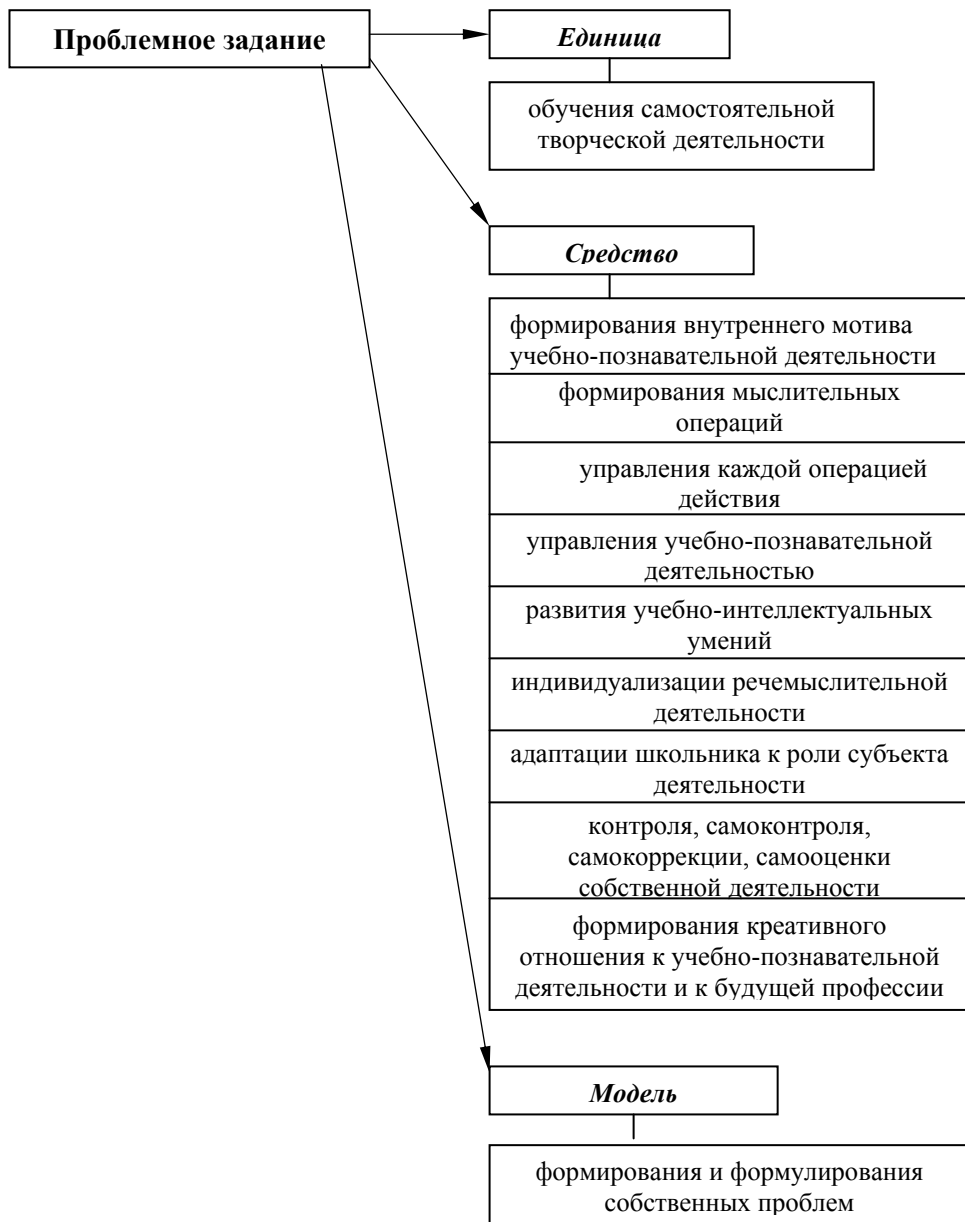 Проблемное задание
Единица
обучения самостоятельной
творческой деятельности
Средство
формирования внутреннего мотива
учебно-познавательной деятельности
формирования мыслительных
операций
управления каждой операцией
действия
управления учебно-познавательной
деятельностью
развития учебно-интеллектуальных
умений
индивидуализации речемыслительной
деятельности
адаптации школьника к роли субъекта
деятельности
контроля, самоконтроля,
самокоррекции, самооценки
собственной деятельности
формирования креативного
отношения к учебно-познавательной
деятельности и к будущей профессии
Модель
формирования и формулирования
собственных проблем